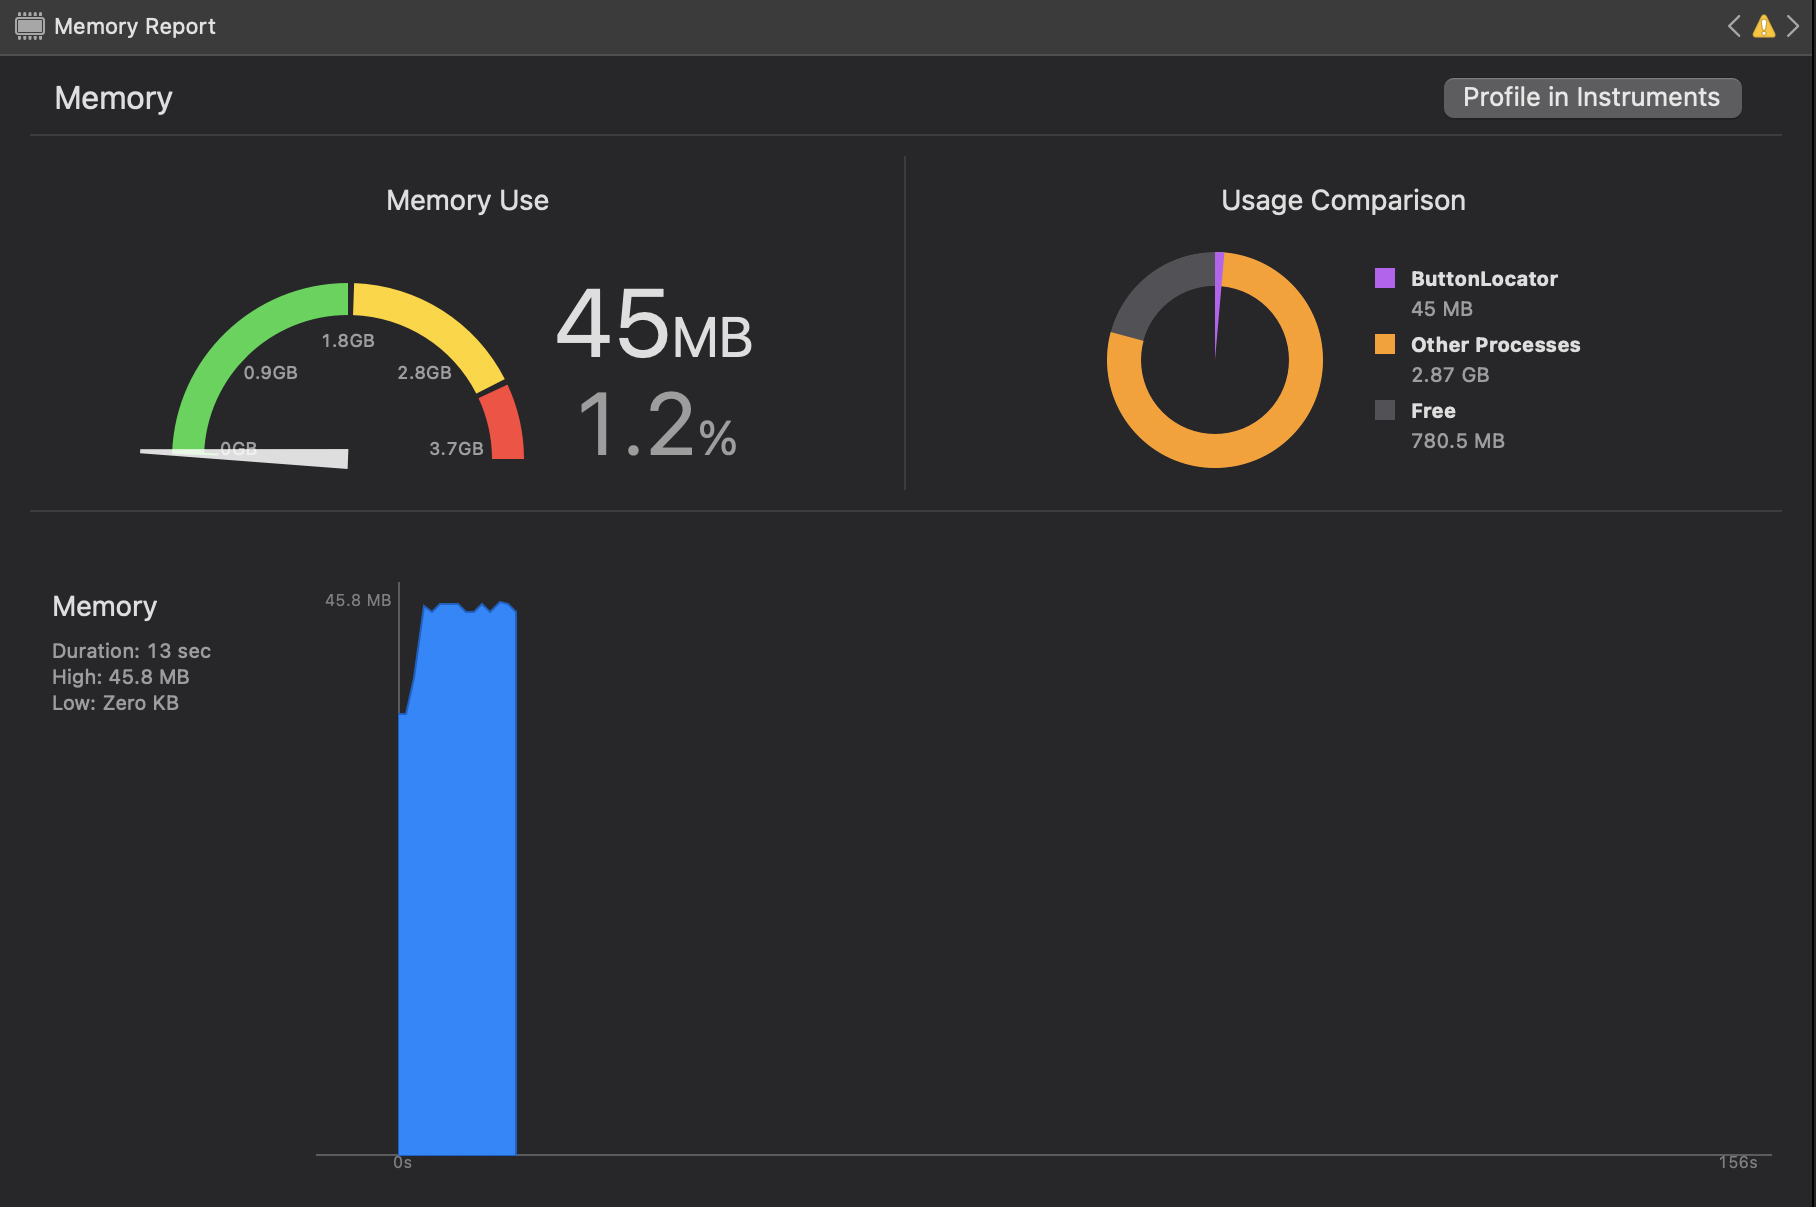 Memory Report
Memory
Profile in Instruments
Memory Use
0GB
0.9GB
1.8GB
2.8GB
3.7GB
45MB
1.2%
Usage Comparison
ButtonLocator
45 MB
Other Processes
2.87 GB
Free
780.5 MB
Memory
Duration: 13 sec
High: 45.8 MB
Low: Zero KB
45.8 MB
0s
156s